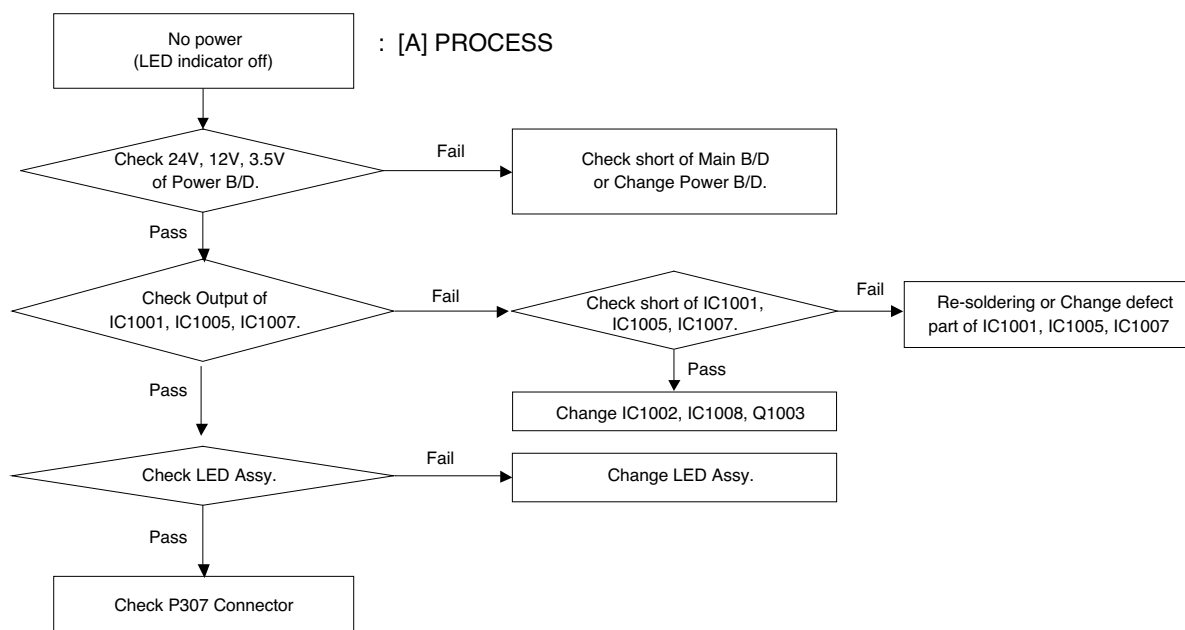 No power
(LED indicator off)
: [A] PROCESS
Check 24V, 12V, 3.5V
of Power B/D.
Fail
Check short of Main B/D
or Change Power B/D.
Pass
Check Output of
IC1001, IC1005, IC1007.
Fail
Check short of IC1001,
IC1005, IC1007.
Fail
Re-soldering or Change defect
part of IC1001, IC1005, IC1007
Pass
Change IC1002, IC1008, Q1003
Pass
Check LED Assy.
Fail
Change LED Assy.
Pass
Check P307 Connector